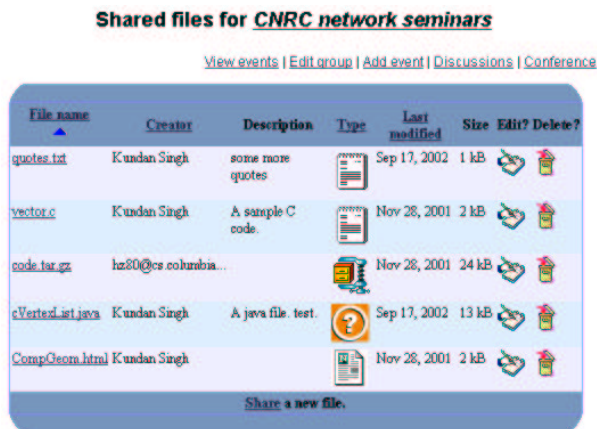 Shared files for CNRC network seminars
View events | Edit group | Add event | Discussions | Conference
File name Creator Description Type Last modified Size Edit? Delete?
quotes.txt Kundan Singh some more quotes Sep 17, 2002 1 kB
vector.c Kundan Singh A sample C code. Nov 28, 2001 2 kB
code.tar.gz hz80@cs.columbia... Nov 28, 2001 24 kB
cVertexList.java Kundan Singh A java file. test. Sep 17, 2002 13 kB
CompGeom.html Kundan Singh Nov 28, 2001 2 kB
Share a new file.